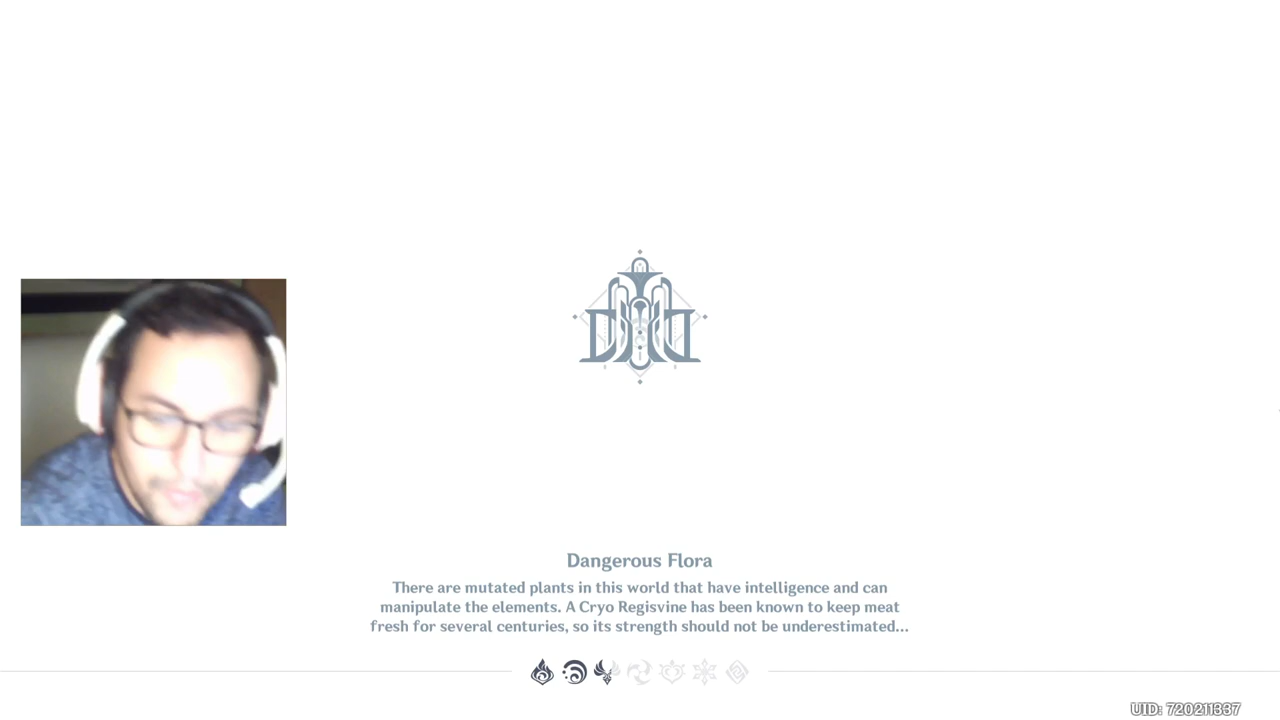 Dangerous Flora
There are mutated plants in this world that have intelligence and can
manipulate the elements. A Cryo Regisvine has been known to keep meat
fresh for several centuries, so its strength should not be underestimated...
UID: 720211337